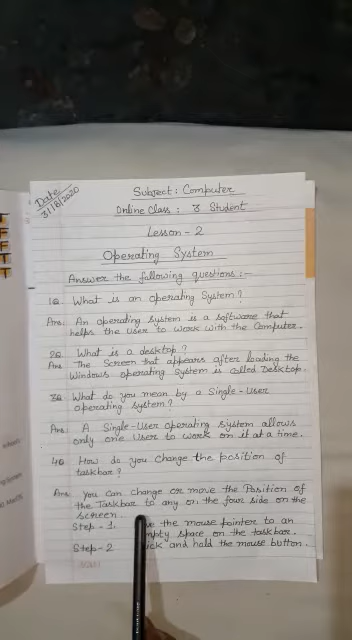 Date
31/8/2020
Subject: Computer
Online Class: 3 Student
Lesson - 2
Operating System
Answer the following questions:-
1Q. What is an operating System?
Ans: An operating System is a software that
helps the User to work with the Computer.
2Q. What is a desktop?
Ans The Screen that appears after loading the
Windows operating System is Called Desktop.
3Q What do you mean by a Single-User
operating System?
Ans: A Single-User operating System allows
only one User to work on it at a time.
4Q How do you change the position of
taskbar?
Ans You can change or move the Position of
the Taskbar to any on the four side on the
screen.
Step - 1. the mouse pointer to an
empty space on the taskbar.
Step - 2 and hold the mouse button.
T
F
F
T
T